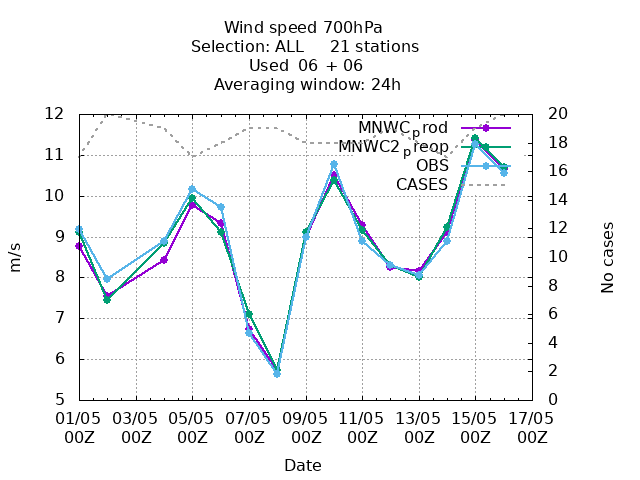 Wind speed 700hPa
Selection: ALL     21 stations
Used  06 + 06
Averaging window: 24h
12
11
10
9
8
7
6
5
m/s
MNWCprod
MNWC2preop
OBS
CASES
20
18
16
14
12
10
8
6
4
2
0
No cases
01/05 03/05 05/05 07/05 09/05 11/05 13/05 15/05 17/05
00Z 00Z 00Z 00Z 00Z 00Z 00Z 00Z 00Z
Date